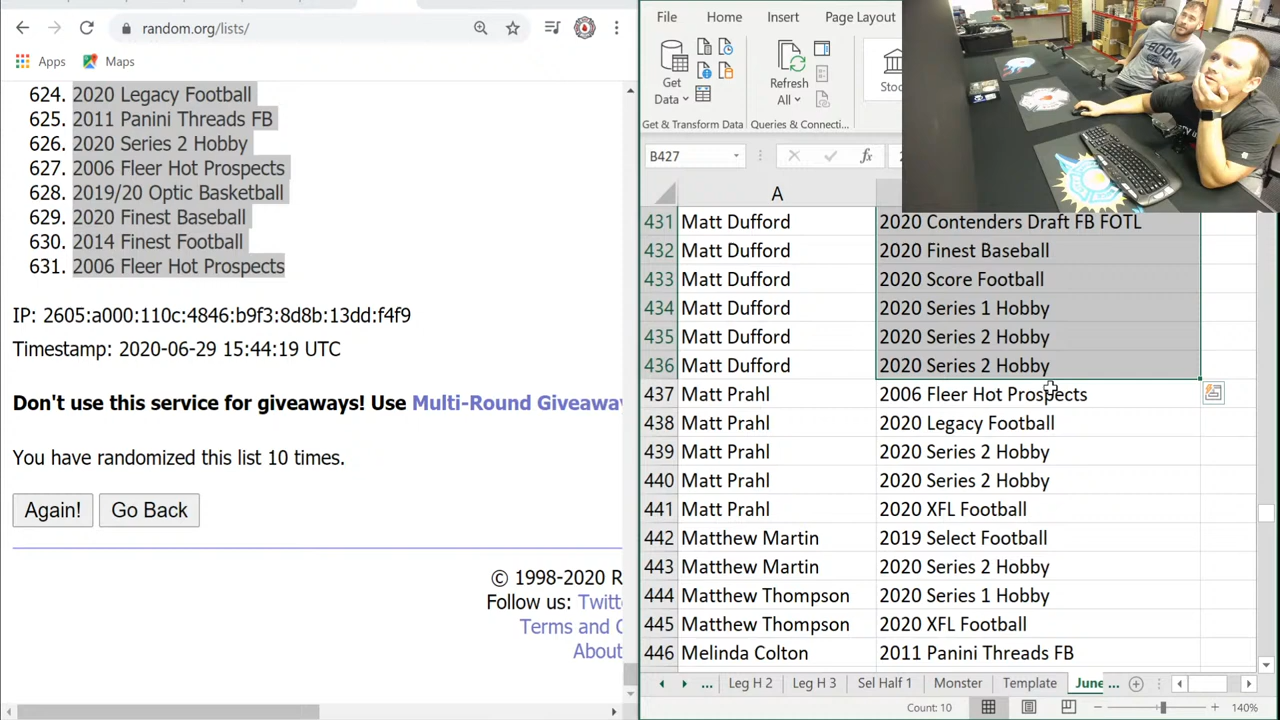 random.org/lists/
Apps
Maps
624. 2020 Legacy Football
625. 2011 Panini Threads FB
626. 2020 Series 2 Hobby
627. 2006 Fleer Hot Prospects
628. 2019/20 Optic Basketball
629. 2020 Finest Baseball
630. 2014 Finest Football
631. 2006 Fleer Hot Prospects
IP: 2605:a000:110c:4846:b9f3:8d8b:13dd:f4f9
Timestamp: 2020-06-29 15:44:19 UTC
Don't use this service for giveaways! Use Multi-Round Giveaway
You have randomized this list 10 times.
Again!
Go Back
© 1998-2020 R
Follow us: Twitt
Terms and C
About
File Home Insert Page Layout
Get Data
Refresh All
Stoc
Get & Transform Data Queries & Connecti...
B427
fx
A
431 Matt Dufford 2020 Contenders Draft FB FOTL
432 Matt Dufford 2020 Finest Baseball
433 Matt Dufford 2020 Score Football
434 Matt Dufford 2020 Series 1 Hobby
435 Matt Dufford 2020 Series 2 Hobby
436 Matt Dufford 2020 Series 2 Hobby
437 Matt Prahl 2006 Fleer Hot Prospects
438 Matt Prahl 2020 Legacy Football
439 Matt Prahl 2020 Series 2 Hobby
440 Matt Prahl 2020 Series 2 Hobby
441 Matt Prahl 2020 XFL Football
442 Matthew Martin 2019 Select Football
443 Matthew Martin 2020 Series 2 Hobby
444 Matthew Thompson 2020 Series 1 Hobby
445 Matthew Thompson 2020 XFL Football
446 Melinda Colton 2011 Panini Threads FB
... Leg H 2 Leg H 3 Sel Half 1 Monster Template June ...
Count: 10
140%